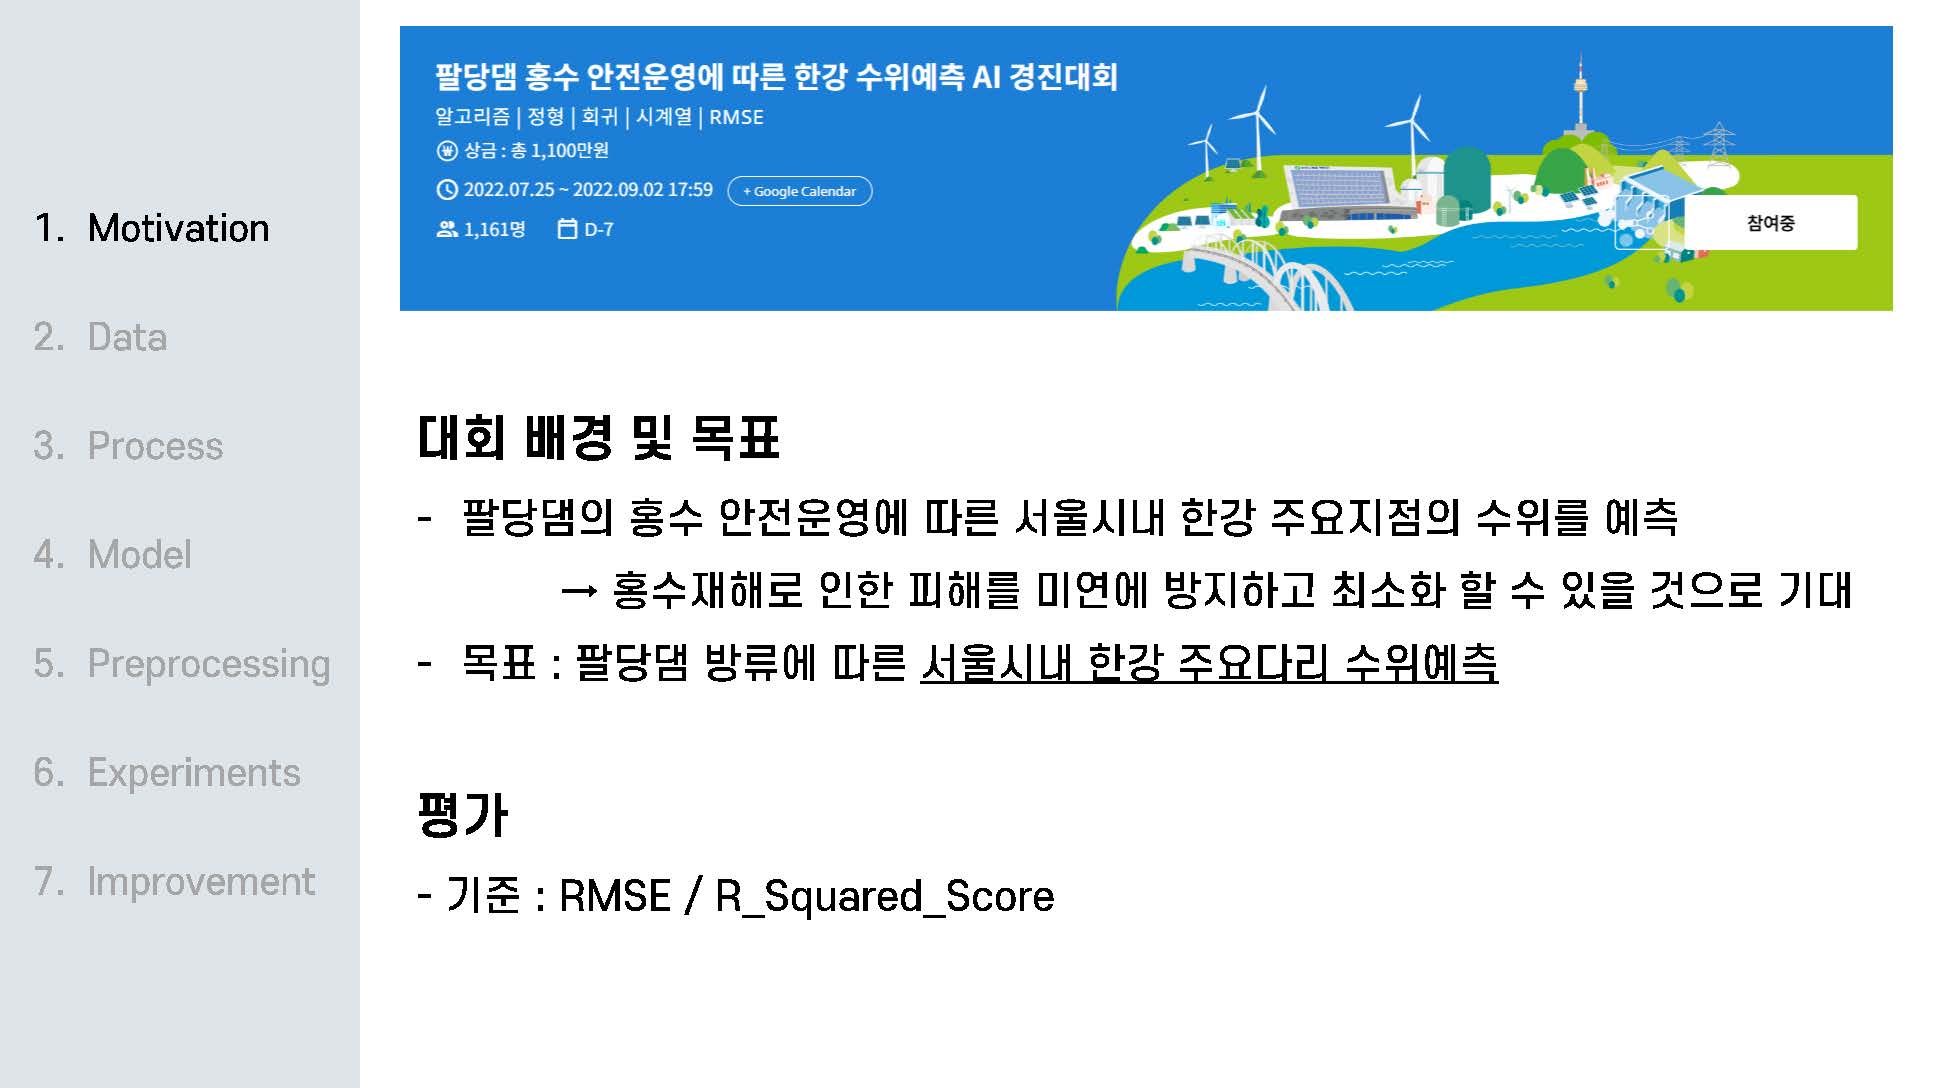 1. Motivation
2. Data
3. Process
4. Model
5. Preprocessing
6. Experiments
7. Improvement
팔당댐 홍수 안전운영에 따른 한강 수위예측 AI 경진대회
알고리즘 | 정형 | 회귀 | 시계열 | RMSE
상금 : 총 1,100만원
2022.07.25 ~ 2022.09.02 17:59 + Google Calendar
1,161명 D-7
참여중
대회 배경 및 목표
- 팔당댐의 홍수 안전운영에 따른 서울시내 한강 주요지점의 수위를 예측
→ 홍수재해로 인한 피해를 미연에 방지하고 최소화 할 수 있을 것으로 기대
- 목표 : 팔당댐 방류에 따른 서울시내 한강 주요다리 수위예측
평가
- 기준 : RMSE / R_Squared_Score